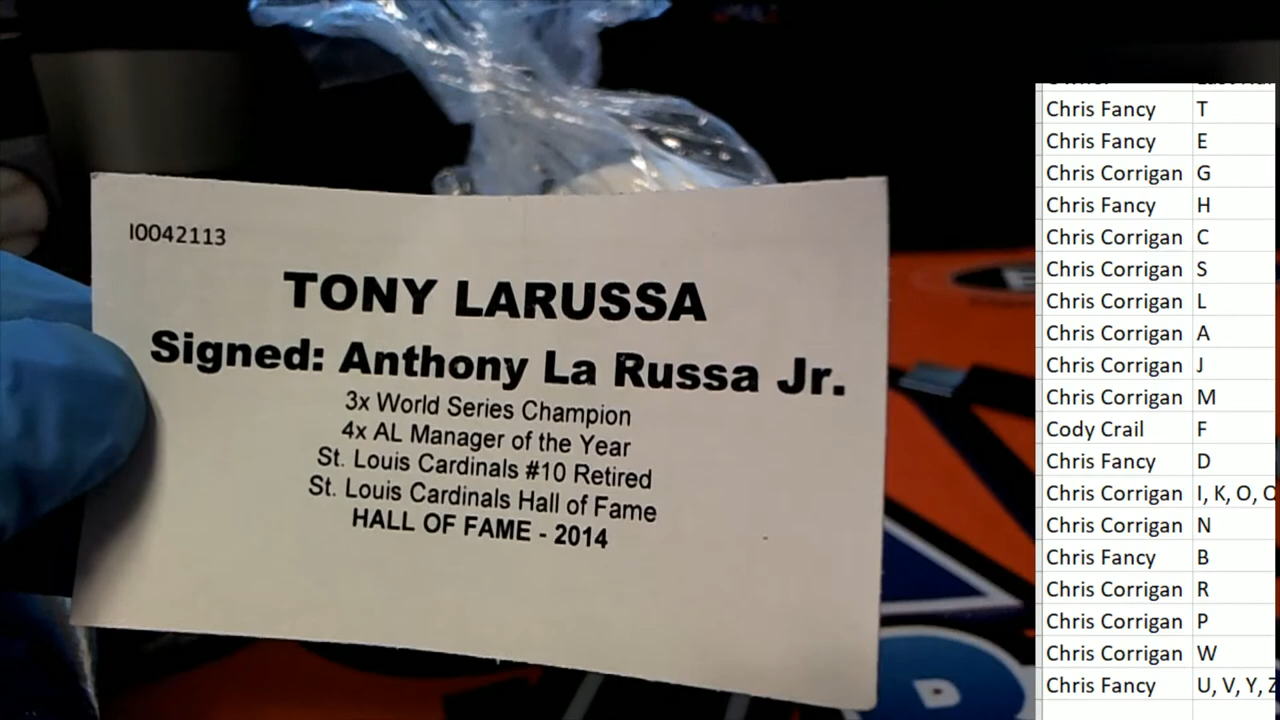 I0042113
TONY LARUSSA
Signed: Anthony La Russa Jr.
3x World Series Champion
4x AL Manager of the Year
St. Louis Cardinals #10 Retired
St. Louis Cardinals Hall of Fame
HALL OF FAME - 2014
Chris Fancy T
Chris Fancy E
Chris Corrigan G
Chris Fancy H
Chris Corrigan C
Chris Corrigan S
Chris Corrigan L
Chris Corrigan A
Chris Corrigan J
Chris Corrigan M
Cody Crail F
Chris Fancy D
Chris Corrigan I, K, O,
Chris Corrigan N
Chris Fancy B
Chris Corrigan R
Chris Corrigan P
Chris Corrigan W
Chris Fancy U, V, Y, Z